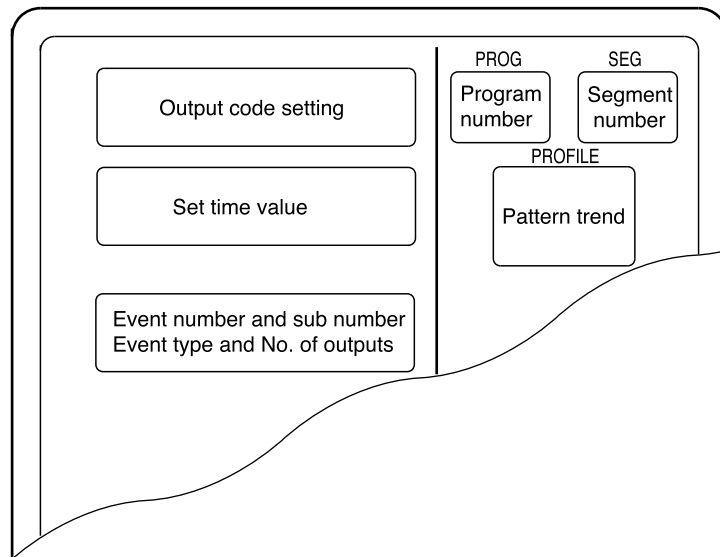 Output code setting
Set time value
Event number and sub number
Event type and No. of outputs
PROG
Program
number
SEG
Segment
number
PROFILE
Pattern trend